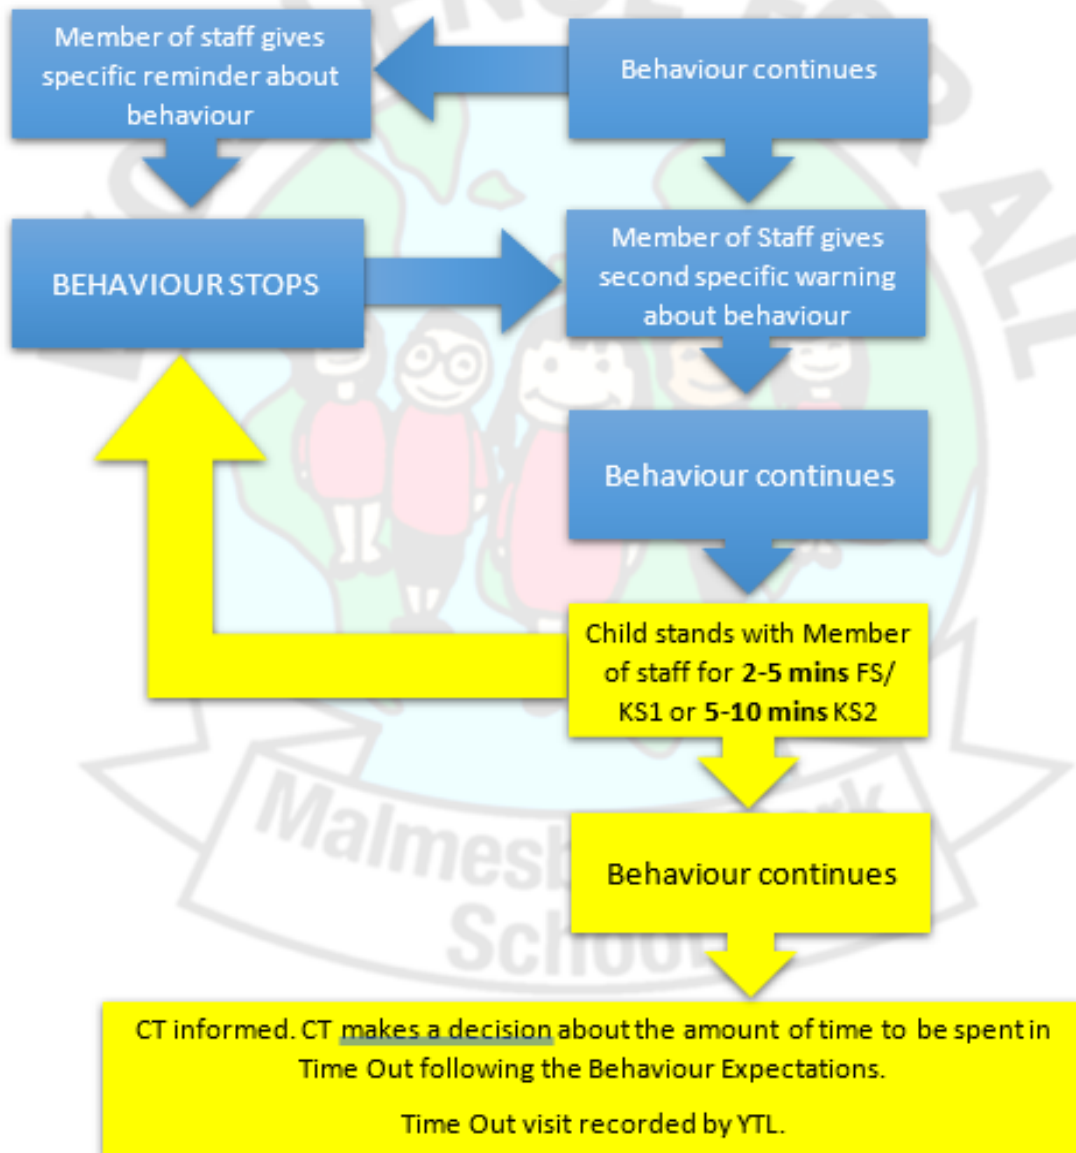 Member of staff gives
specific reminder about
behaviour
Behaviour continues
BEHAVIOUR STOPS
Member of Staff gives
second specific warning
about behaviour
Behaviour continues
Child stands with Member
of staff for 2-5 mins FS/
KS1 or 5-10 mins KS2
Behaviour continues
CT informed. CT makes a decision about the amount of time to be spent in
Time Out following the Behaviour Expectations.
Time Out visit recorded by YTL.
ALL
School